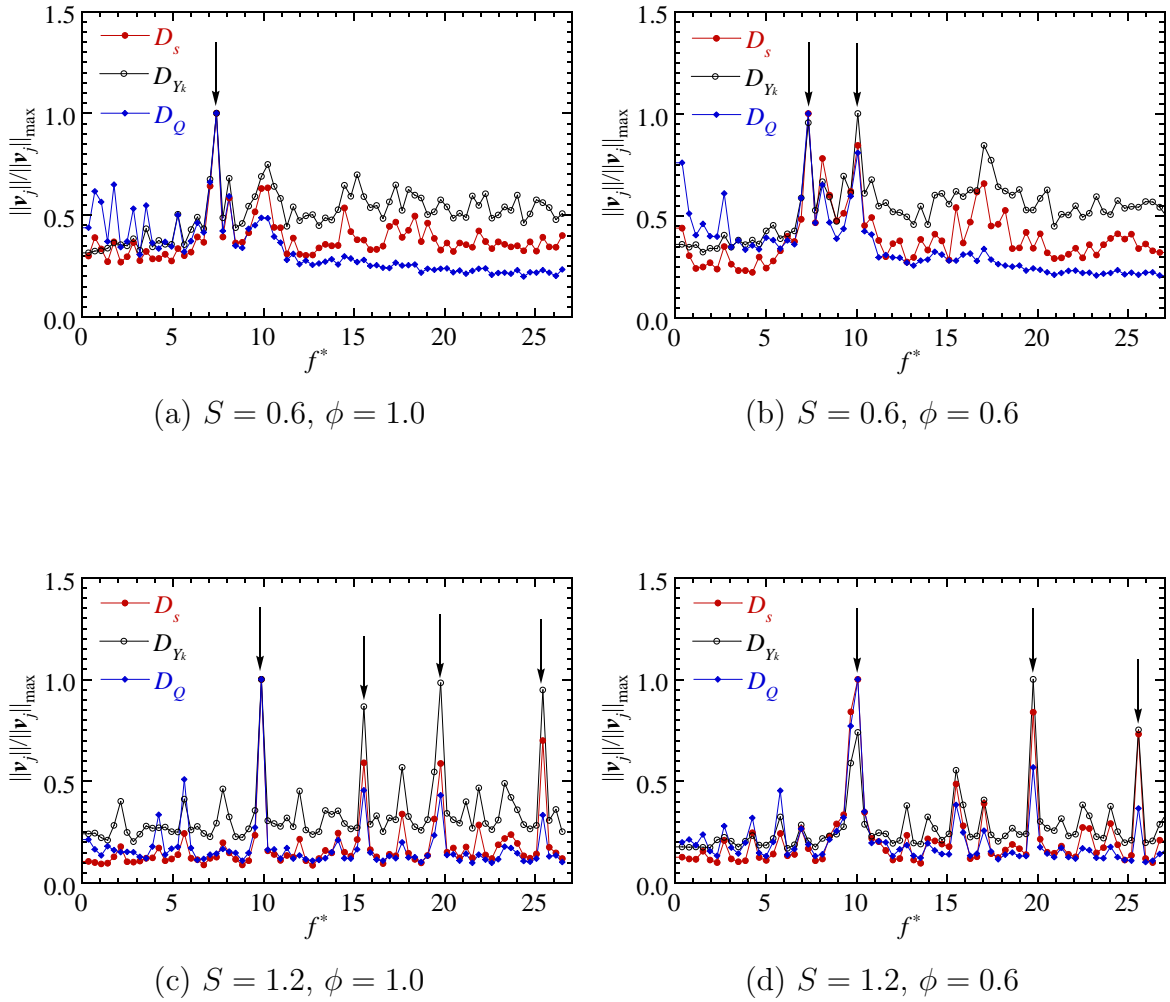 1.5
D_s
D_{Y_k}
D_Q
1.0
0.5
0.0
||v_j||/||v_j||_max
0 5 10 15 20 25
f*
(a) S = 0.6, ϕ = 1.0
1.5
D_s
D_{Y_k}
D_Q
1.0
0.5
0.0
||v_j||/||v_j||_max
0 5 10 15 20 25
f*
(b) S = 0.6, ϕ = 0.6
1.5
D_s
D_{Y_k}
D_Q
1.0
0.5
0.0
||v_j||/||v_j||_max
0 5 10 15 20 25
f*
(c) S = 1.2, ϕ = 1.0
1.5
D_s
D_{Y_k}
D_Q
1.0
0.5
0.0
||v_j||/||v_j||_max
0 5 10 15 20 25
f*
(d) S = 1.2, ϕ = 0.6